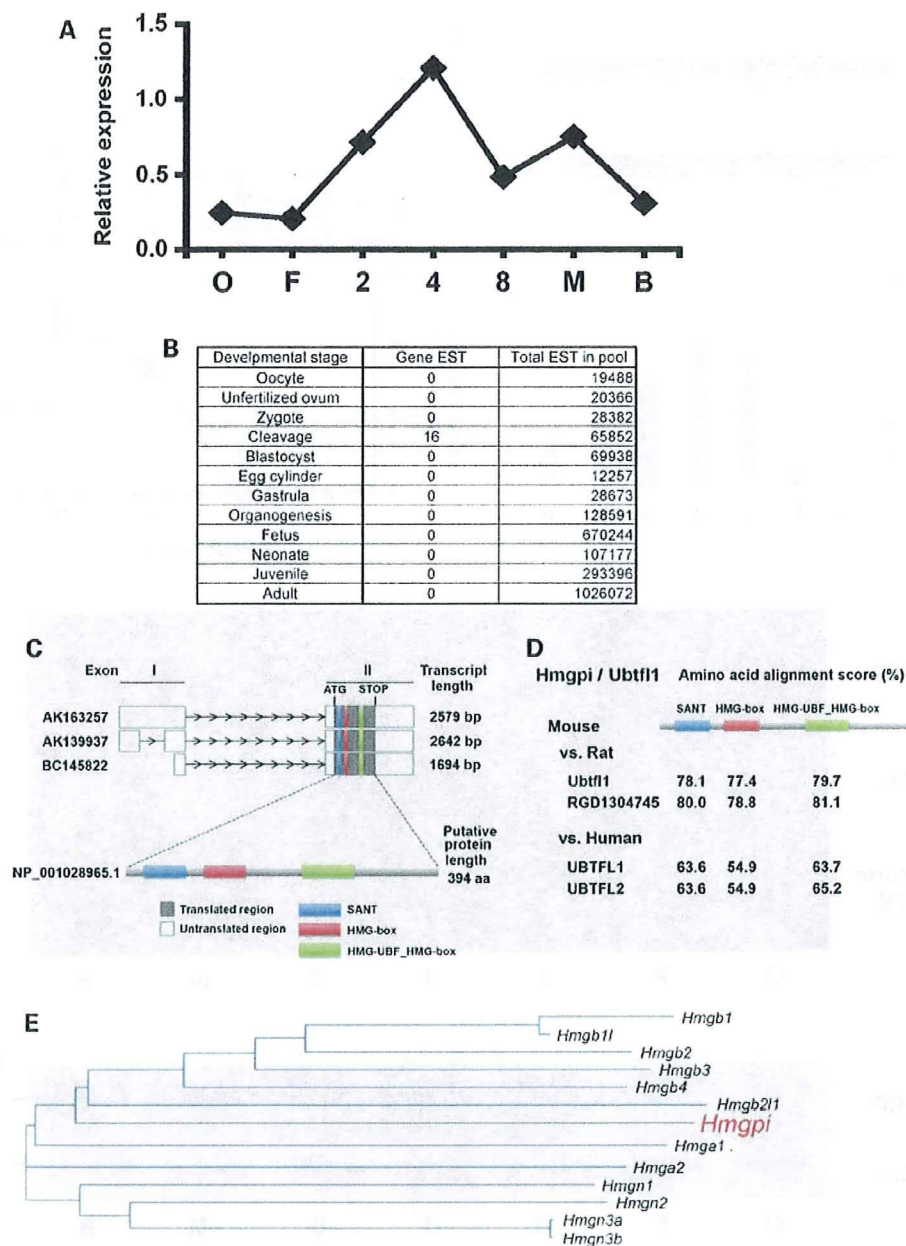 A
Relative expression
1.5
1.0
0.5
0.0
O F 2 4 8 M B
B
Develpmental stage Gene EST Total EST in pool
Oocyte 0 19488
Unfertilized ovum 0 20366
Zygote 0 28382
Cleavage 16 65852
Blastocyst 0 69938
Egg cylinder 0 12257
Gastrula 0 28673
Organogenesis 0 128591
Fetus 0 670244
Neonate 0 107177
Juvenile 0 293396
Adult 0 1026072
C
Exon I II Transcript length
ATG STOP
AK163257 2579 bp
AK139937 2642 bp
BC145822 1694 bp
Putative protein length
NP_001028965.1 394 aa
Translated region SANT
Untranslated region HMG-box
HMG-UBF_HMG-box
D
Hmgpi / Ubtfl1 Amino acid alignment score (%)
SANT HMG-box HMG-UBF_HMG-box
Mouse
vs. Rat
Ubtfl1 78.1 77.4 79.7
RGD1304745 80.0 78.8 81.1
vs. Human
UBTFL1 63.6 54.9 63.7
UBTFL2 63.6 54.9 65.2
E
Hmgb1
Hmgb1l
Hmgb2
Hmgb3
Hmgb4
Hmgb2l1
Hmgpi
Hmga1
Hmga2
Hmgn1
Hmgn2
Hmgn3a
Hmgn3b